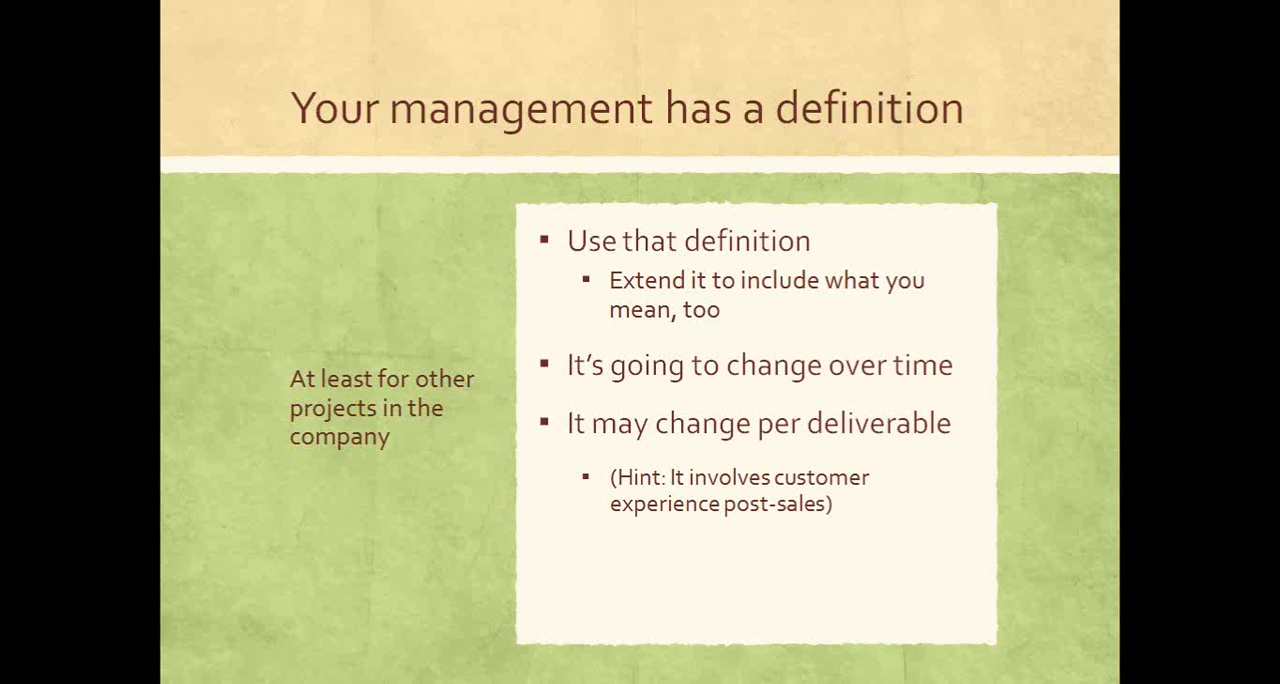 Your management has a definition
At least for other
projects in the
company
▪ Use that definition
▪ Extend it to include what you
mean, too
▪ It’s going to change over time
▪ It may change per deliverable
▪ (Hint: It involves customer
experience post-sales)